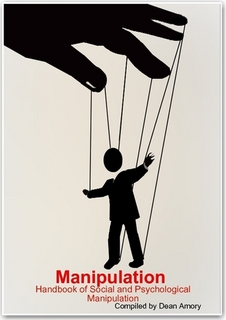 Manipulation
Handbook of Social and Psychological
Manipulation
Compiled by Dean Amory